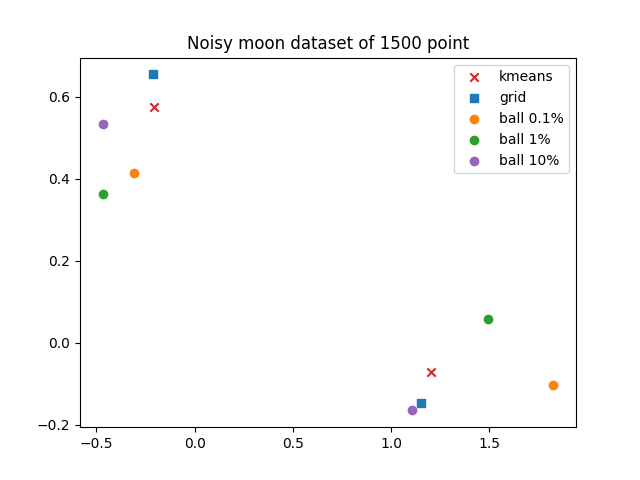 Noisy moon dataset of 1500 point
kmeans
grid
ball 0.1%
ball 1%
ball 10%
0.6
0.4
0.2
0.0
−0.2
−0.5
0.0
0.5
1.0
1.5